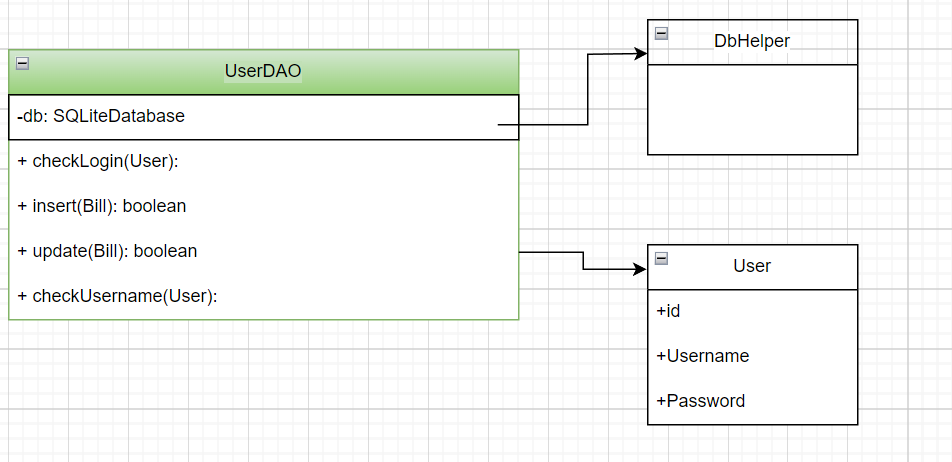 UserDAO
-db: SQLiteDatabase
+ checkLogin(User):
+ insert(Bill): boolean
+ update(Bill): boolean
+ checkUsername(User):
DbHelper
User
+id
+Username
+Password